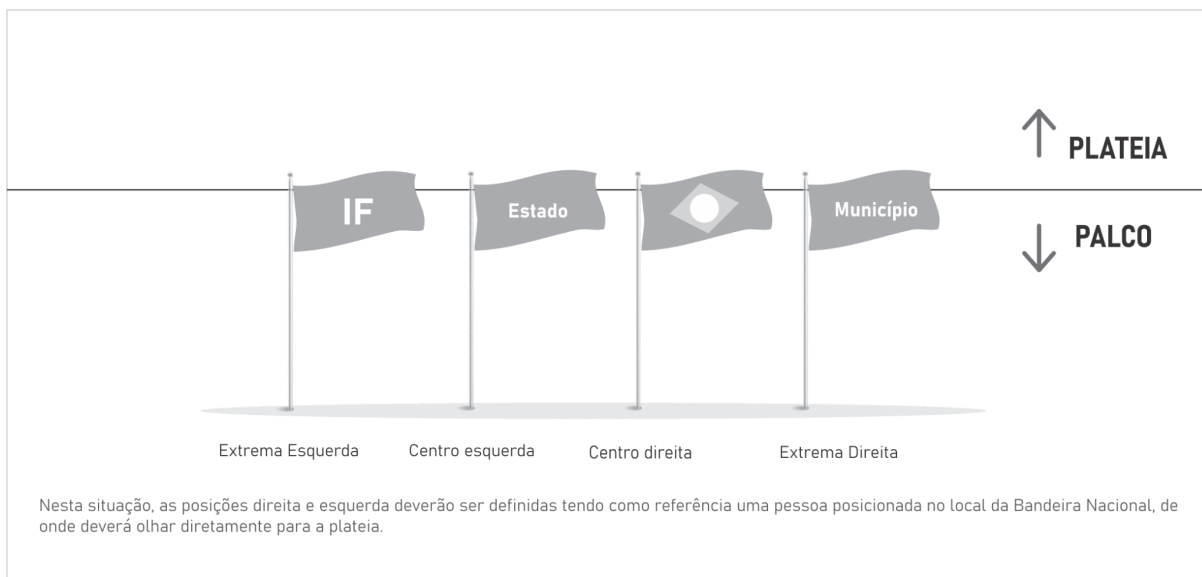 PLATEIA
IF
Estado
Município
PALCO
Extrema Esquerda
Centro esquerda
Centro direita
Extrema Direita
Nesta situação, as posições direita e esquerda deverão ser definidas tendo como referência uma pessoa posicionada no local da Bandeira Nacional, de
onde deverá olhar diretamente para a plateia.